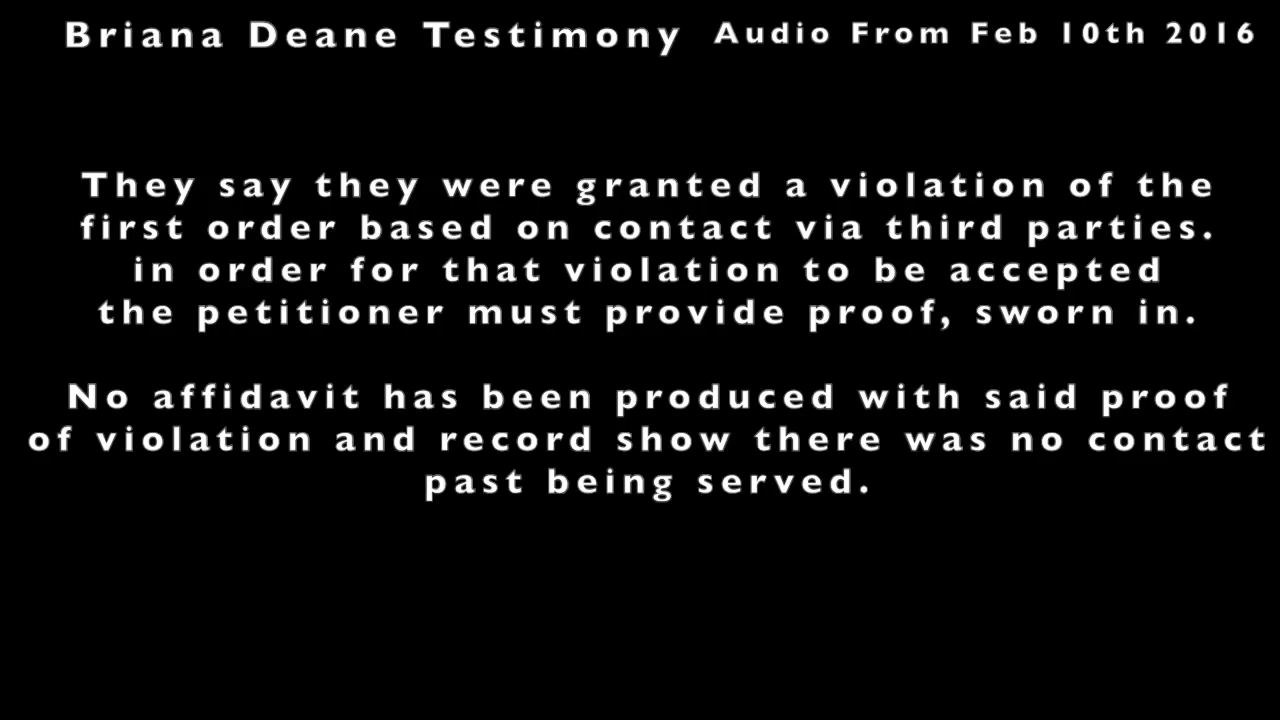 Briana Deane Testimony Audio From Feb 10th 2016
They say they were granted a violation of the
first order based on contact via third parties.
in order for that violation to be accepted
the petitioner must provide proof, sworn in.
No affidavit has been produced with said proof
of violation and record show there was no contact
past being served.